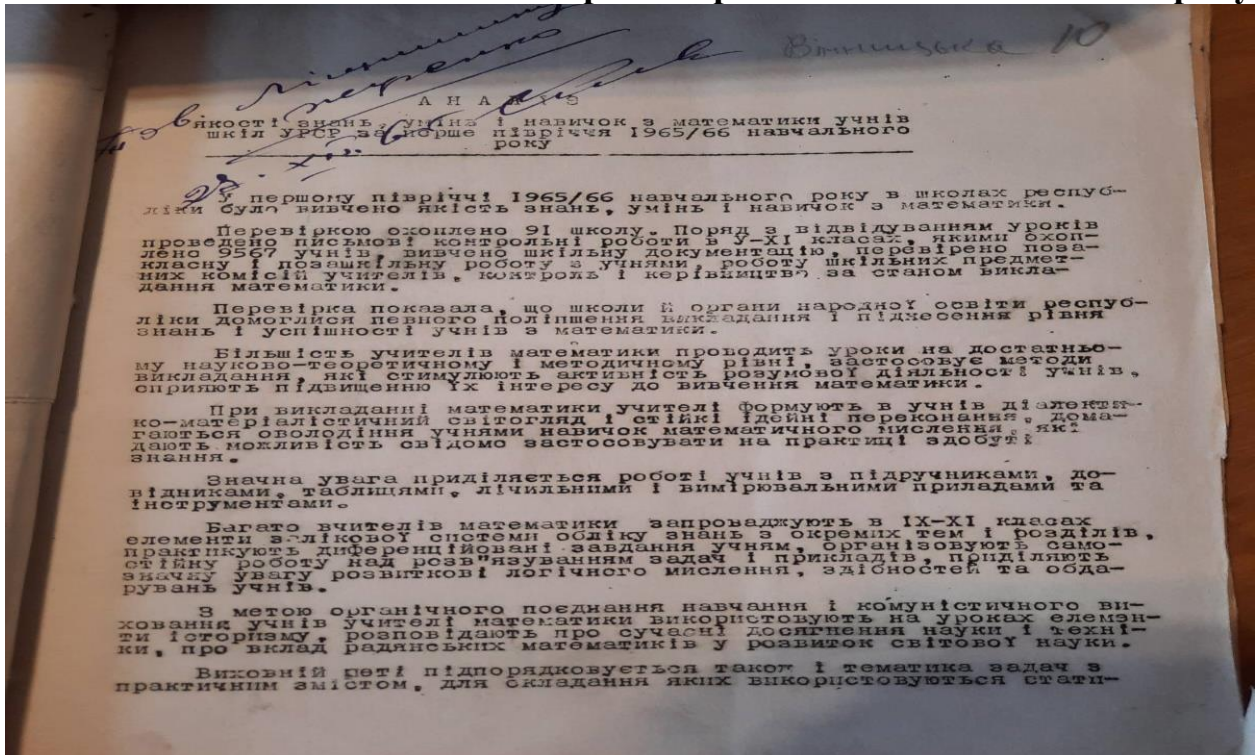 Вінницька 10
АНАЛІЗ
якості знань, умінь і навичок з математики учнів
шкіл УРСР за перше півріччя 1965/66 навчального
року
У першому півріччі 1965/66 навчального року в школах респуб-
ліки було вивчено якість знань, умінь і навичок з математики.
Перевіркою охоплено 91 школу. Поряд з відвідуванням уроків
проведено письмові контрольні роботи в У-XI класах, якими охоп-
лено 9567 учнів, вивчено шкільну документацію, перевірено поза-
класну і позашкільну роботу з учнями, роботу шкільних предмет-
них комісій учителів, контроль і керівництво за станом викла-
дання математики.
Перевірка показала, що школи й органи народної освіти респуб-
ліки домоглися певного поліпшення викладання і піднесення рівня
знань і успішності учнів з математики.
Більшість учителів математики проводить уроки на достатньо-
му науково-теоретичному і методичному рівні, застосовує методи
викладання, які стимулюють активність розумової діяльності учнів,
сприяють підвищенню їх інтересу до вивчення математики.
При викладанні математики учителі формують в учнів діалекти-
ко-матеріалістичний світогляд і стійкі ідейні переконання, дома-
гаються оволодіння учнями навичок математичного мислення, які
дають можливість свідомо застосовувати на практиці здобуті
знання.
Значна увага приділяється роботі учнів з підручниками, до-
відниками, таблицями, лічильними і вимірювальними приладами та
інструментами.
Багато вчителів математики запроваджують в IX-XI класах
елементи залікової системи обліку знань з окремих тем і розділів,
практикують диференційовані завдання учням, організовують само-
стійну роботу над розв"язуванням задач і прикладів, приділяють
значну увагу розвиткові логічного мислення, здібностей та обда-
рувань учнів.
З метою органічного поєднання навчання і комуністичного ви-
ховання учнів учителі математики використовують на уроках елемен-
ти історизму, розповідають про сучасні досягнення науки і техні-
ки, про вклад радянських математиків у розвиток світової науки.
Виховній меті підпорядковується також і тематика задач з
практичним змістом, для складання яких використовуються стати-